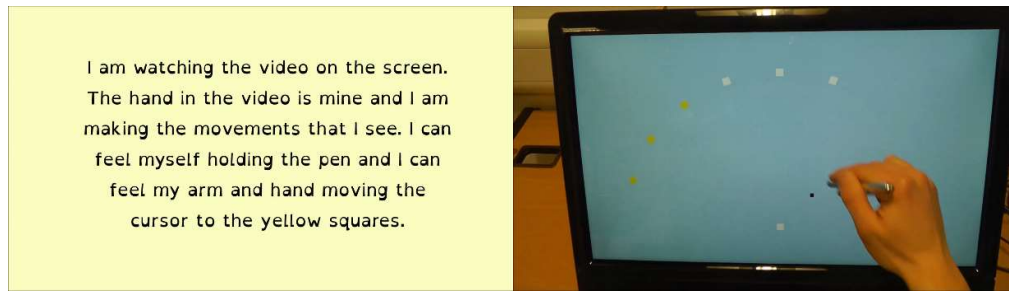 I am watching the video on the screen.
The hand in the video is mine and I am
making the movements that I see. I can
feel myself holding the pen and I can
feel my arm and hand moving the
cursor to the yellow squares.